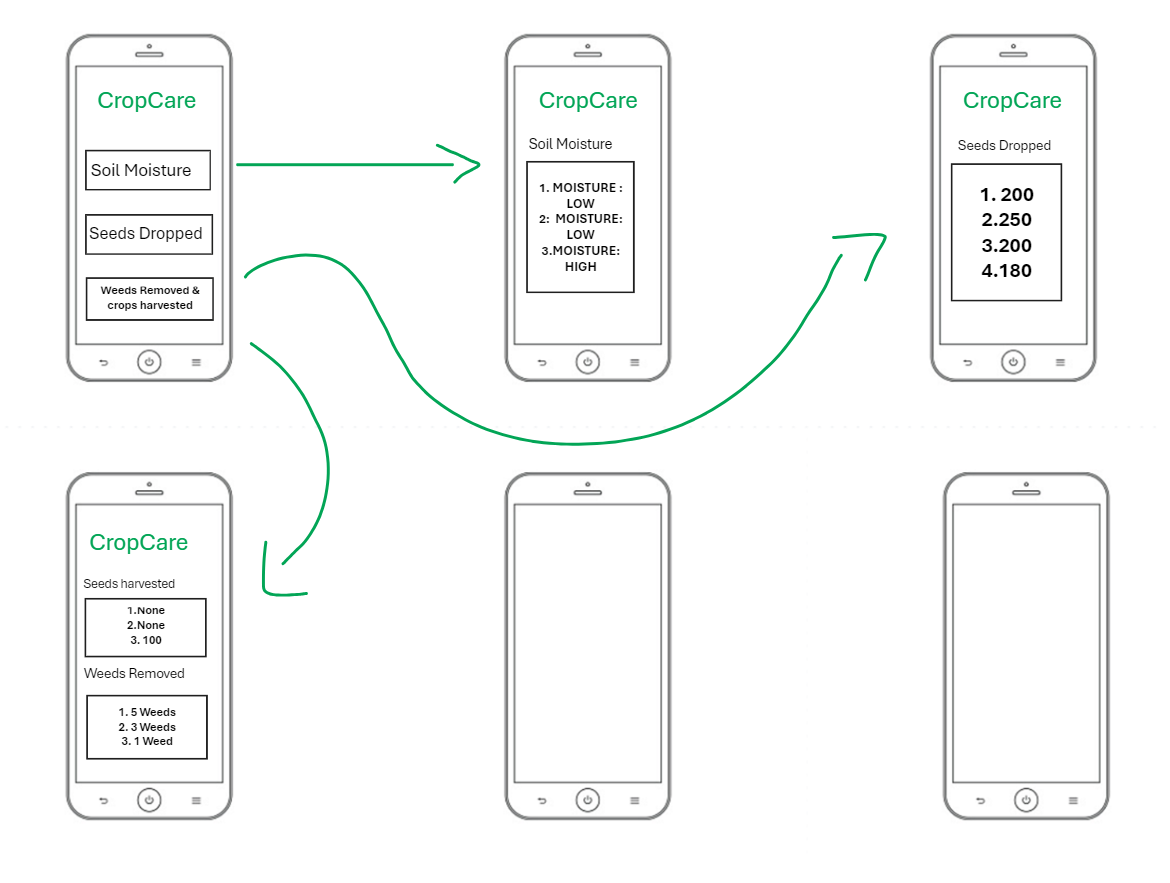 CropCare
Soil Moisture
Seeds Dropped
Weeds Removed &
crops harvested
CropCare
Soil Moisture
1. MOISTURE :
LOW
2:  MOISTURE:
LOW
3.MOISTURE:
HIGH
CropCare
Seeds Dropped
1. 200
2.250
3.200
4.180
CropCare
Seeds harvested
1.None
2.None
3. 100
Weeds Removed
1. 5 Weeds
2. 3 Weeds
3. 1 Weed